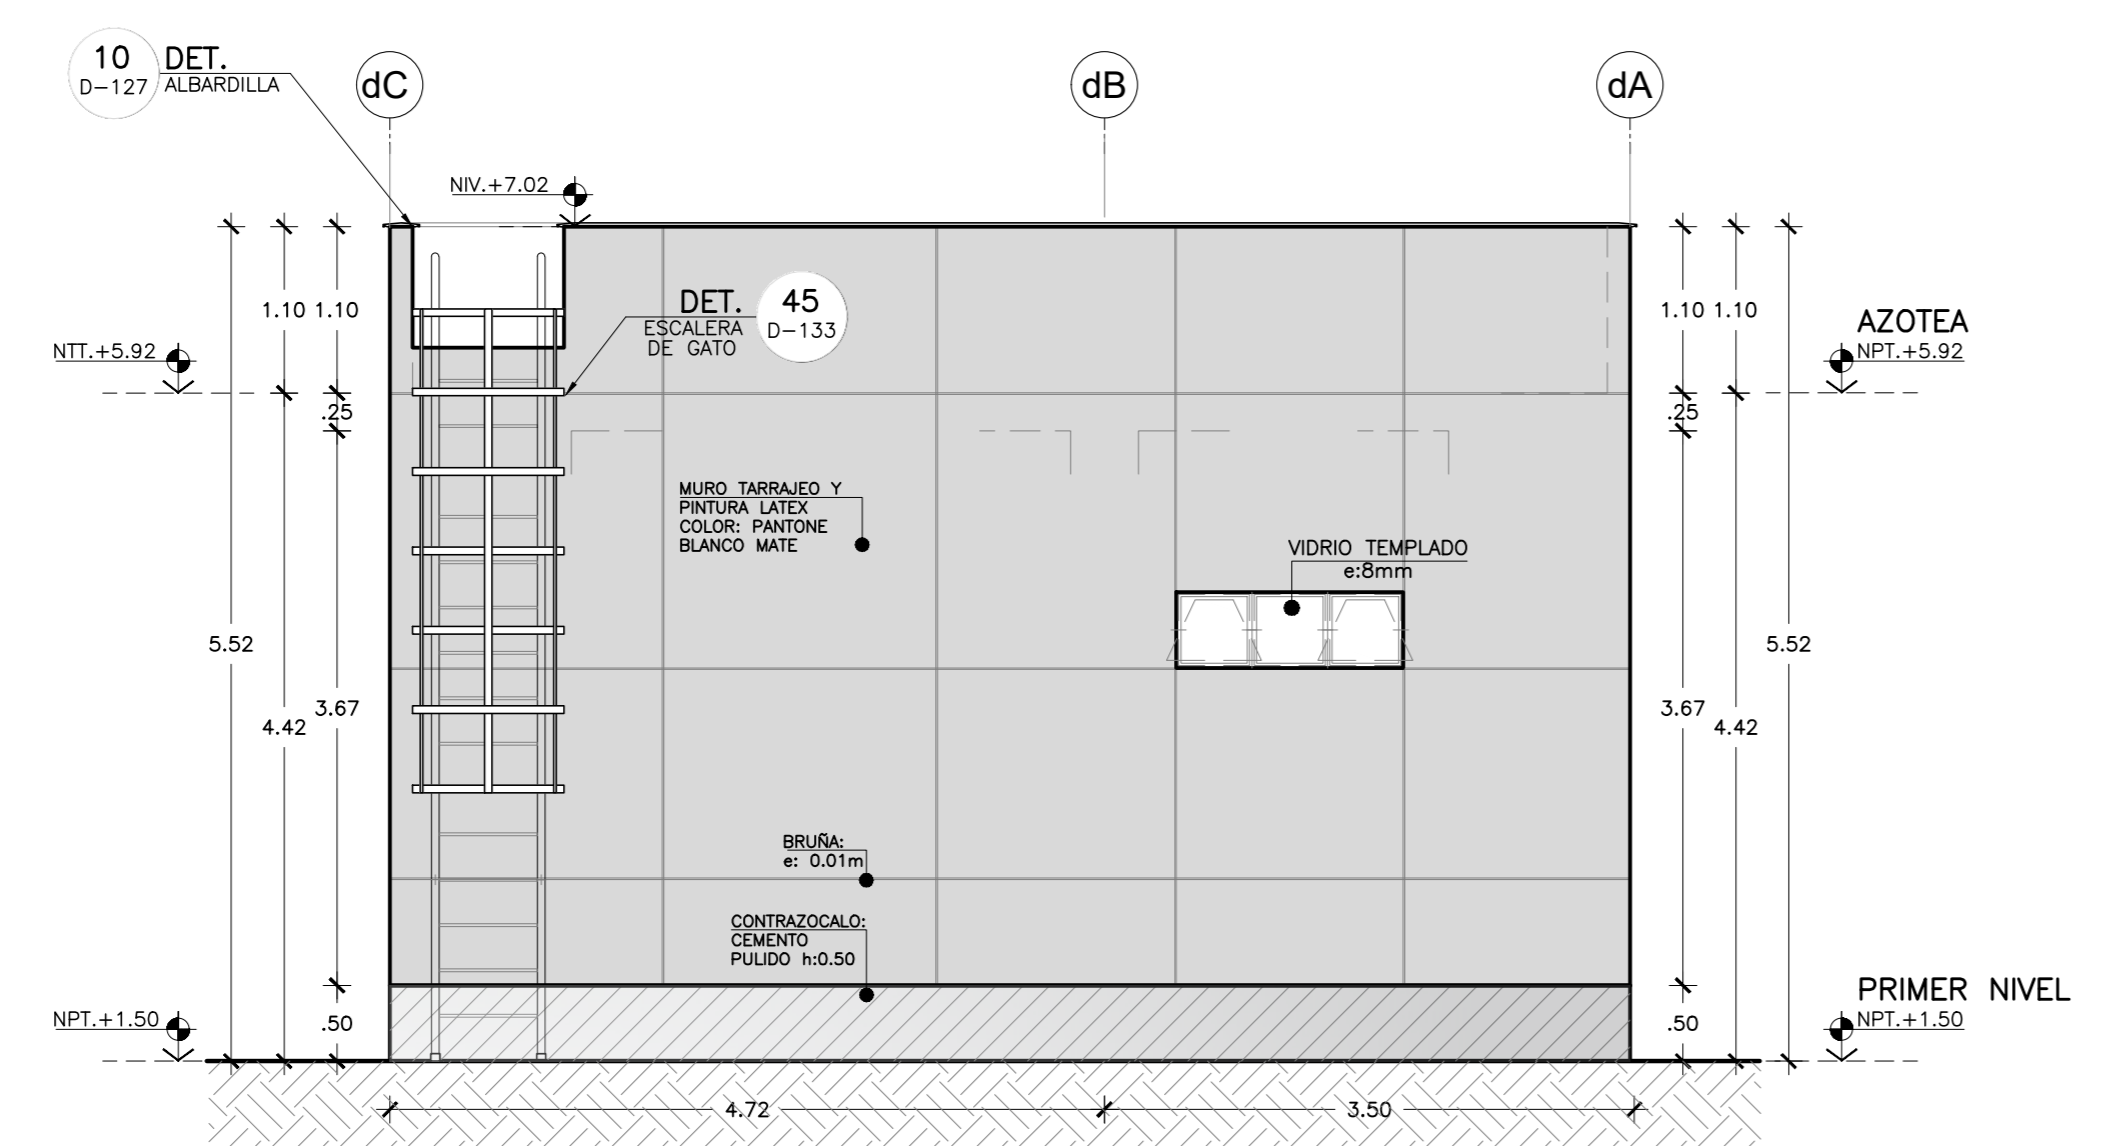 10
D-127
DET.
ALBARDILLA
dC
dB
dA
NIV.+7.02
1.10 1.10
DET.
ESCALERA
DE GATO
45
D-133
1.10 1.10
AZOTEA
NPT.+5.92
NTT.+5.92
.25
.25
MURO TARRAJEO Y
PINTURA LATEX
COLOR: PANTONE
BLANCO MATE
VIDRIO TEMPLADO
e:8mm
5.52
4.42
3.67
5.52
3.67
4.42
BRUÑA:
e: 0.01m
CONTRAZOCALO:
CEMENTO
PULIDO h:0.50
NPT.+1.50
.50
.50
PRIMER NIVEL
NPT.+1.50
4.72
3.50